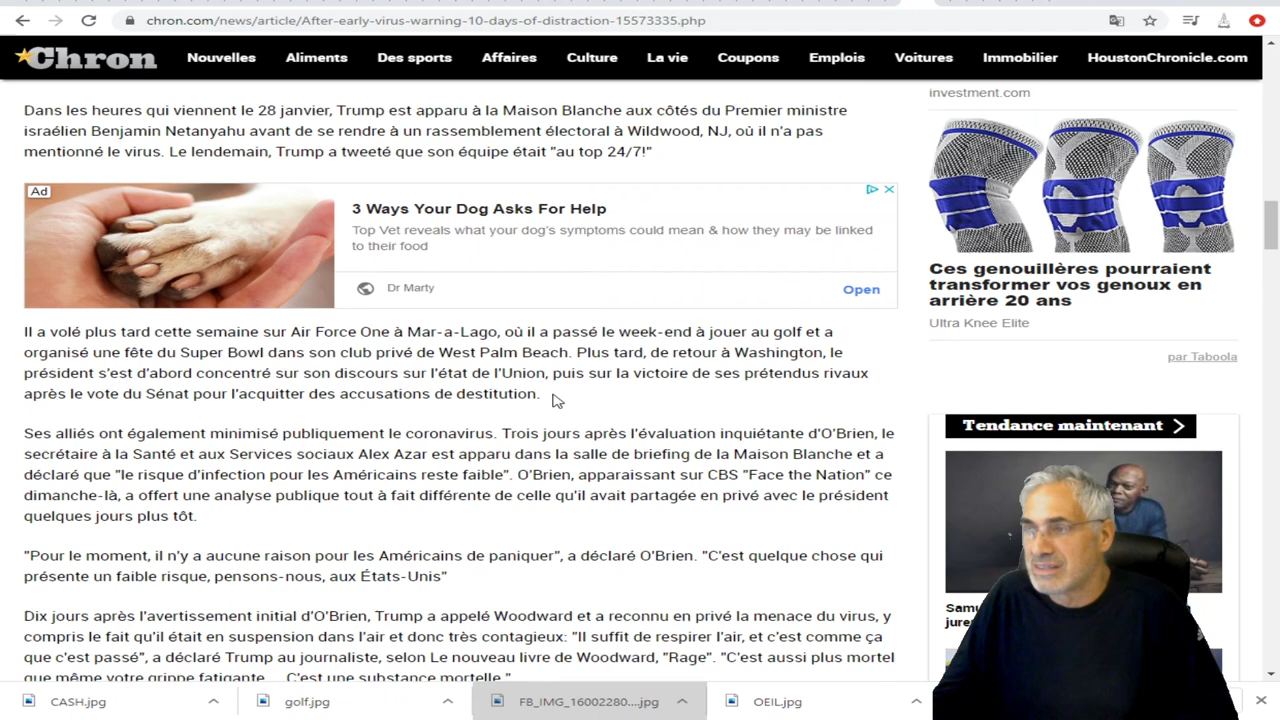 chron.com/news/article/After-early-virus-warning-10-days-of-distraction-15573335.php
Chron
Nouvelles
Aliments
Des sports
Affaires
Culture
La vie
Coupons
Emplois
Voitures
Immobilier
HoustonChronicle.com
Dans les heures qui viennent le 28 janvier, Trump est apparu à la Maison Blanche aux côtés du Premier ministre
israélien Benjamin Netanyahu avant de se rendre à un rassemblement électoral à Wildwood, NJ, où il n'a pas
mentionné le virus. Le lendemain, Trump a tweeté que son équipe était "au top 24/7!"
Ad
3 Ways Your Dog Asks For Help
Top Vet reveals what your dog's symptoms could mean & how they may be linked
to their food
Dr Marty
Open
Il a volé plus tard cette semaine sur Air Force One à Mar-a-Lago, où il a passé le week-end à jouer au golf et a
organisé une fête du Super Bowl dans son club privé de West Palm Beach. Plus tard, de retour à Washington, le
président s'est d'abord concentré sur son discours sur l'état de l'Union, puis sur la victoire de ses prétendus rivaux
après le vote du Sénat pour l'acquitter des accusations de destitution.
Ses alliés ont également minimisé publiquement le coronavirus. Trois jours après l'évaluation inquiétante d'O'Brien, le
secrétaire à la Santé et aux Services sociaux Alex Azar est apparu dans la salle de briefing de la Maison Blanche et a
déclaré que "le risque d'infection pour les Américains reste faible". O'Brien, apparaissant sur CBS "Face the Nation" ce
dimanche-là, a offert une analyse publique tout à fait différente de celle qu'il avait partagée en privé avec le président
quelques jours plus tôt.
"Pour le moment, il n'y a aucune raison pour les Américains de paniquer", a déclaré O'Brien. "C'est quelque chose qui
présente un faible risque, pensons-nous, aux États-Unis"
Dix jours après l'avertissement initial d'O'Brien, Trump a appelé Woodward et a reconnu en privé la menace du virus, y
compris le fait qu'il était en suspension dans l'air et donc très contagieux: "Il suffit de respirer l'air, et c'est comme ça
que c'est passé", a déclaré Trump au journaliste, selon Le nouveau livre de Woodward, "Rage". "C'est aussi plus mortel
que même votre grippe fatigante ... C'est une substance mortelle."
investment.com
Ces genouillères pourraient
transformer vos genoux en
arrière 20 ans
Ultra Knee Elite
par Taboola
Tendance maintenant
CASH.jpg
golf.jpg
FB_IMG_16002280....jpg
OEIL.jpg